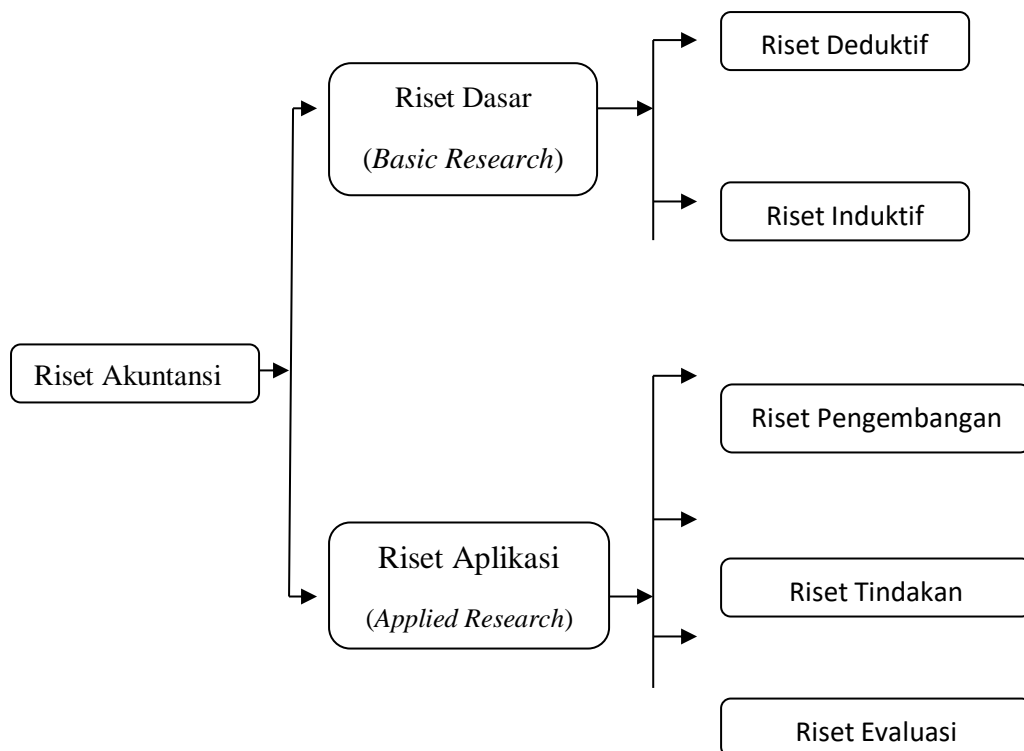 Riset Deduktif
Riset Dasar
(Basic Research)
Riset Induktif
Riset Akuntansi
Riset Pengembangan
Riset Aplikasi
(Applied Research)
Riset Tindakan
Riset Evaluasi